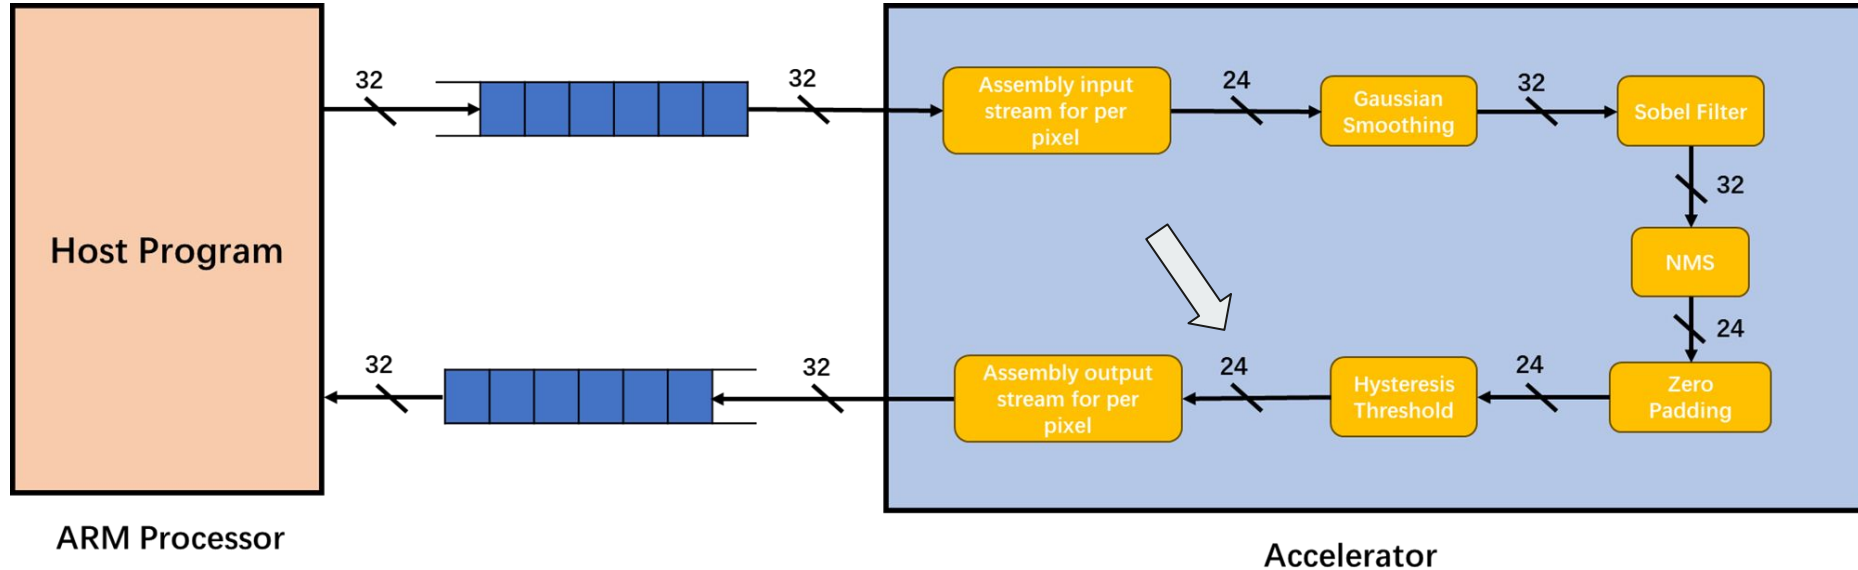 32
32
Assembly input
stream for per
pixel
24
Gaussian
Smoothing
32
Sobel Filter
32
Host Program
NMS
24
32
32
Assembly output
stream for per
pixel
24
Hysteresis
Threshold
24
Zero
Padding
ARM Processor
Accelerator